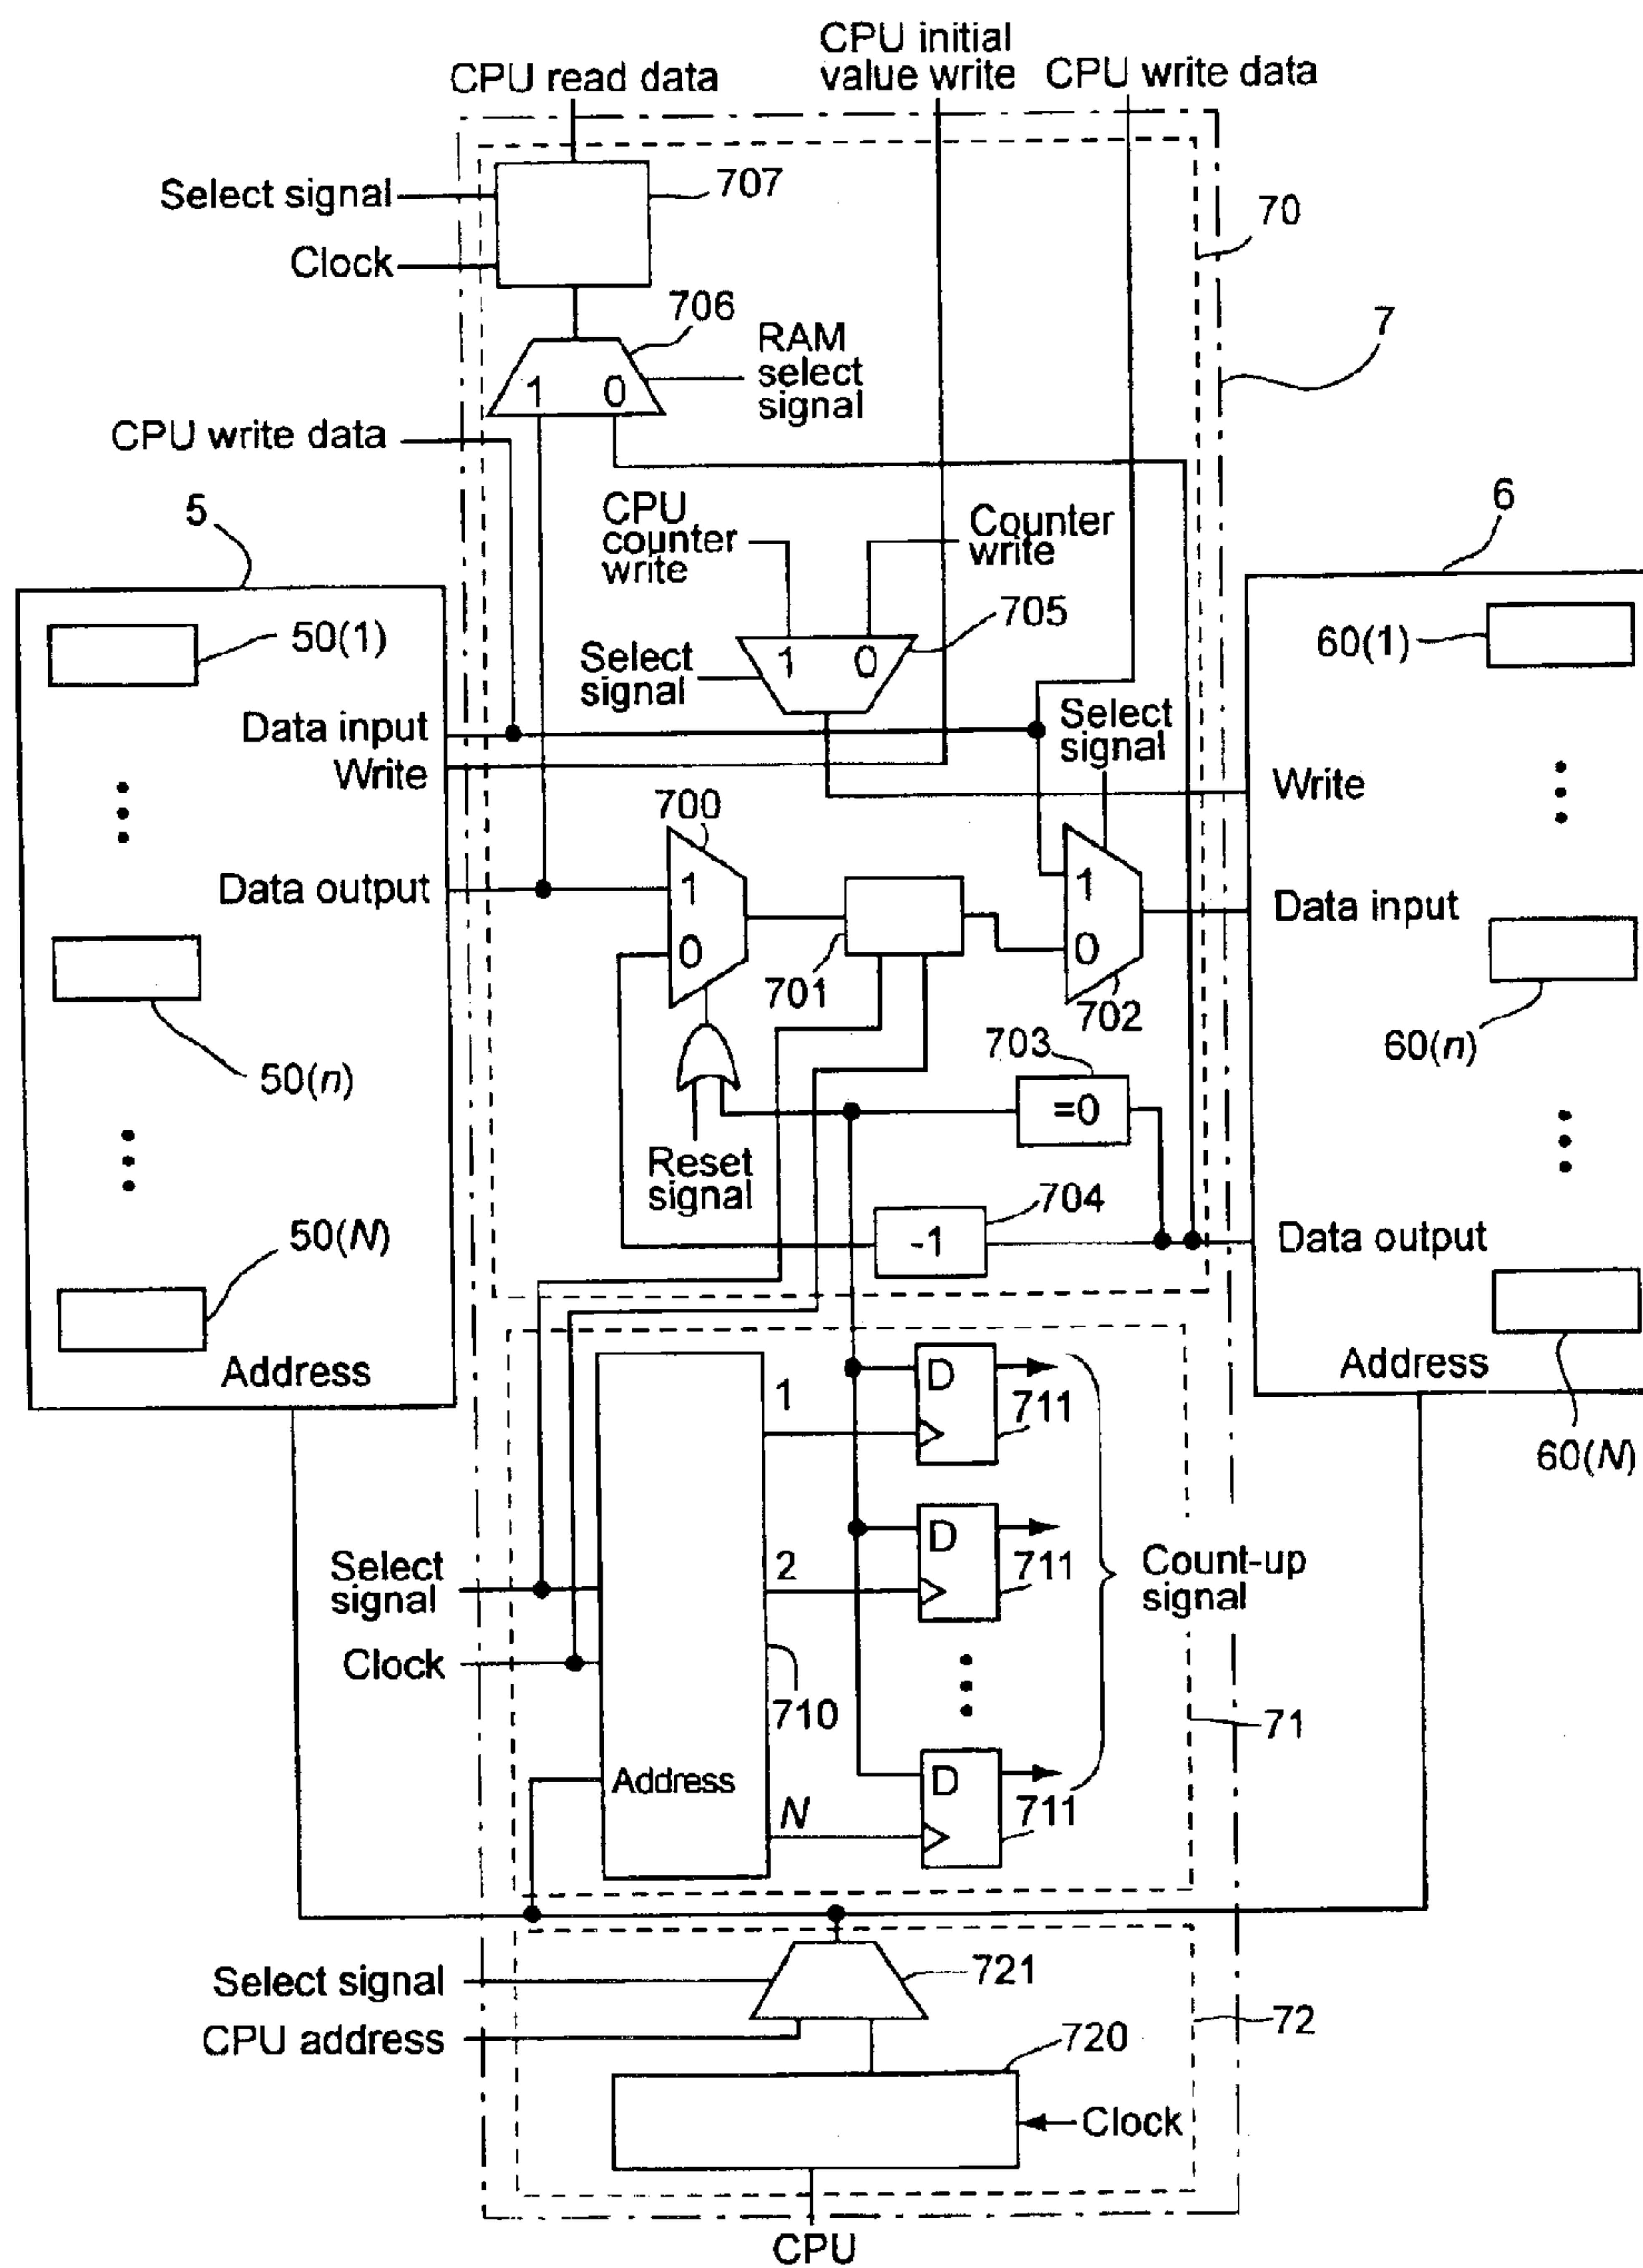 CPU initial
value write
CPU read data
CPU write data
Select signal
707
70
Clock
706
7
RAM
select
signal
1 0
CPU write data
5
6
CPU
counter
write
Counter
write
705
50(1)
60(1)
Select
signal
1 0
Data input
Write
Select
signal
Write
700
Data output
1
1
Data input
0
0
701
702
703
50(n)
60(n)
=0
Reset
signal
704
50(N)
-1
Data output
Address
Address
1
D
711
60(N)
2
D
711
Select
signal
Count-up
signal
Clock
710
71
Address
N
D
711
Select signal
721
CPU address
720
72
Clock
CPU